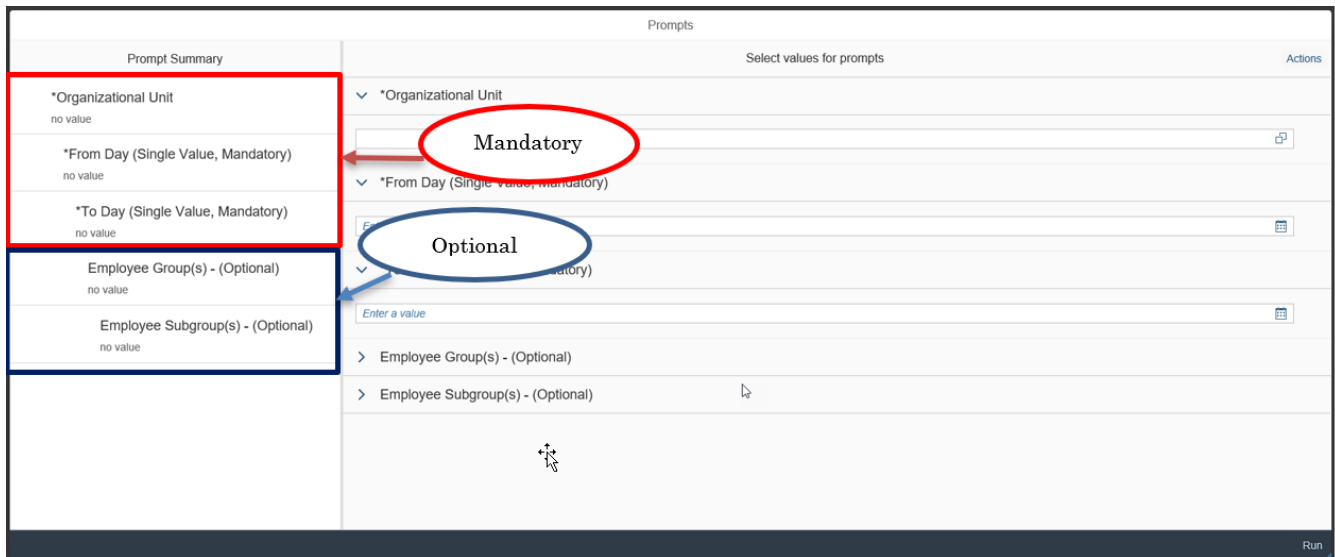 Prompts
Prompt Summary
Select values for prompts
Actions
*Organizational Unit
no value
*From Day (Single Value, Mandatory)
no value
*To Day (Single Value, Mandatory)
no value
Employee Group(s) - (Optional)
no value
Employee Subgroup(s) - (Optional)
no value
*Organizational Unit
Mandatory
*From Day (Single Value, Mandatory)
Optional
Enter a value
Employee Group(s) - (Optional)
Employee Subgroup(s) - (Optional)
Run